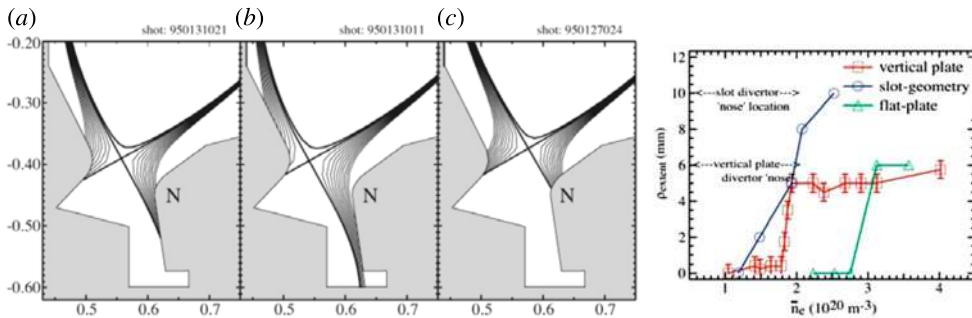 (a) (b) (c)
shot: 950131021 shot: 950131011 shot: 950127024
-0.20
-0.30
-0.40
-0.50
-0.60
N N N
0.5 0.6 0.7 0.5 0.6 0.7 0.5 0.6 0.7
12
10
8
6
4
2
0
ρextent (mm)
vertical plate
slot-geometry
flat-plate
slot divertor
'nose' location
vertical plate
divertor 'nose'
1 2 3 4
n̄e (10²⁰ m⁻³)